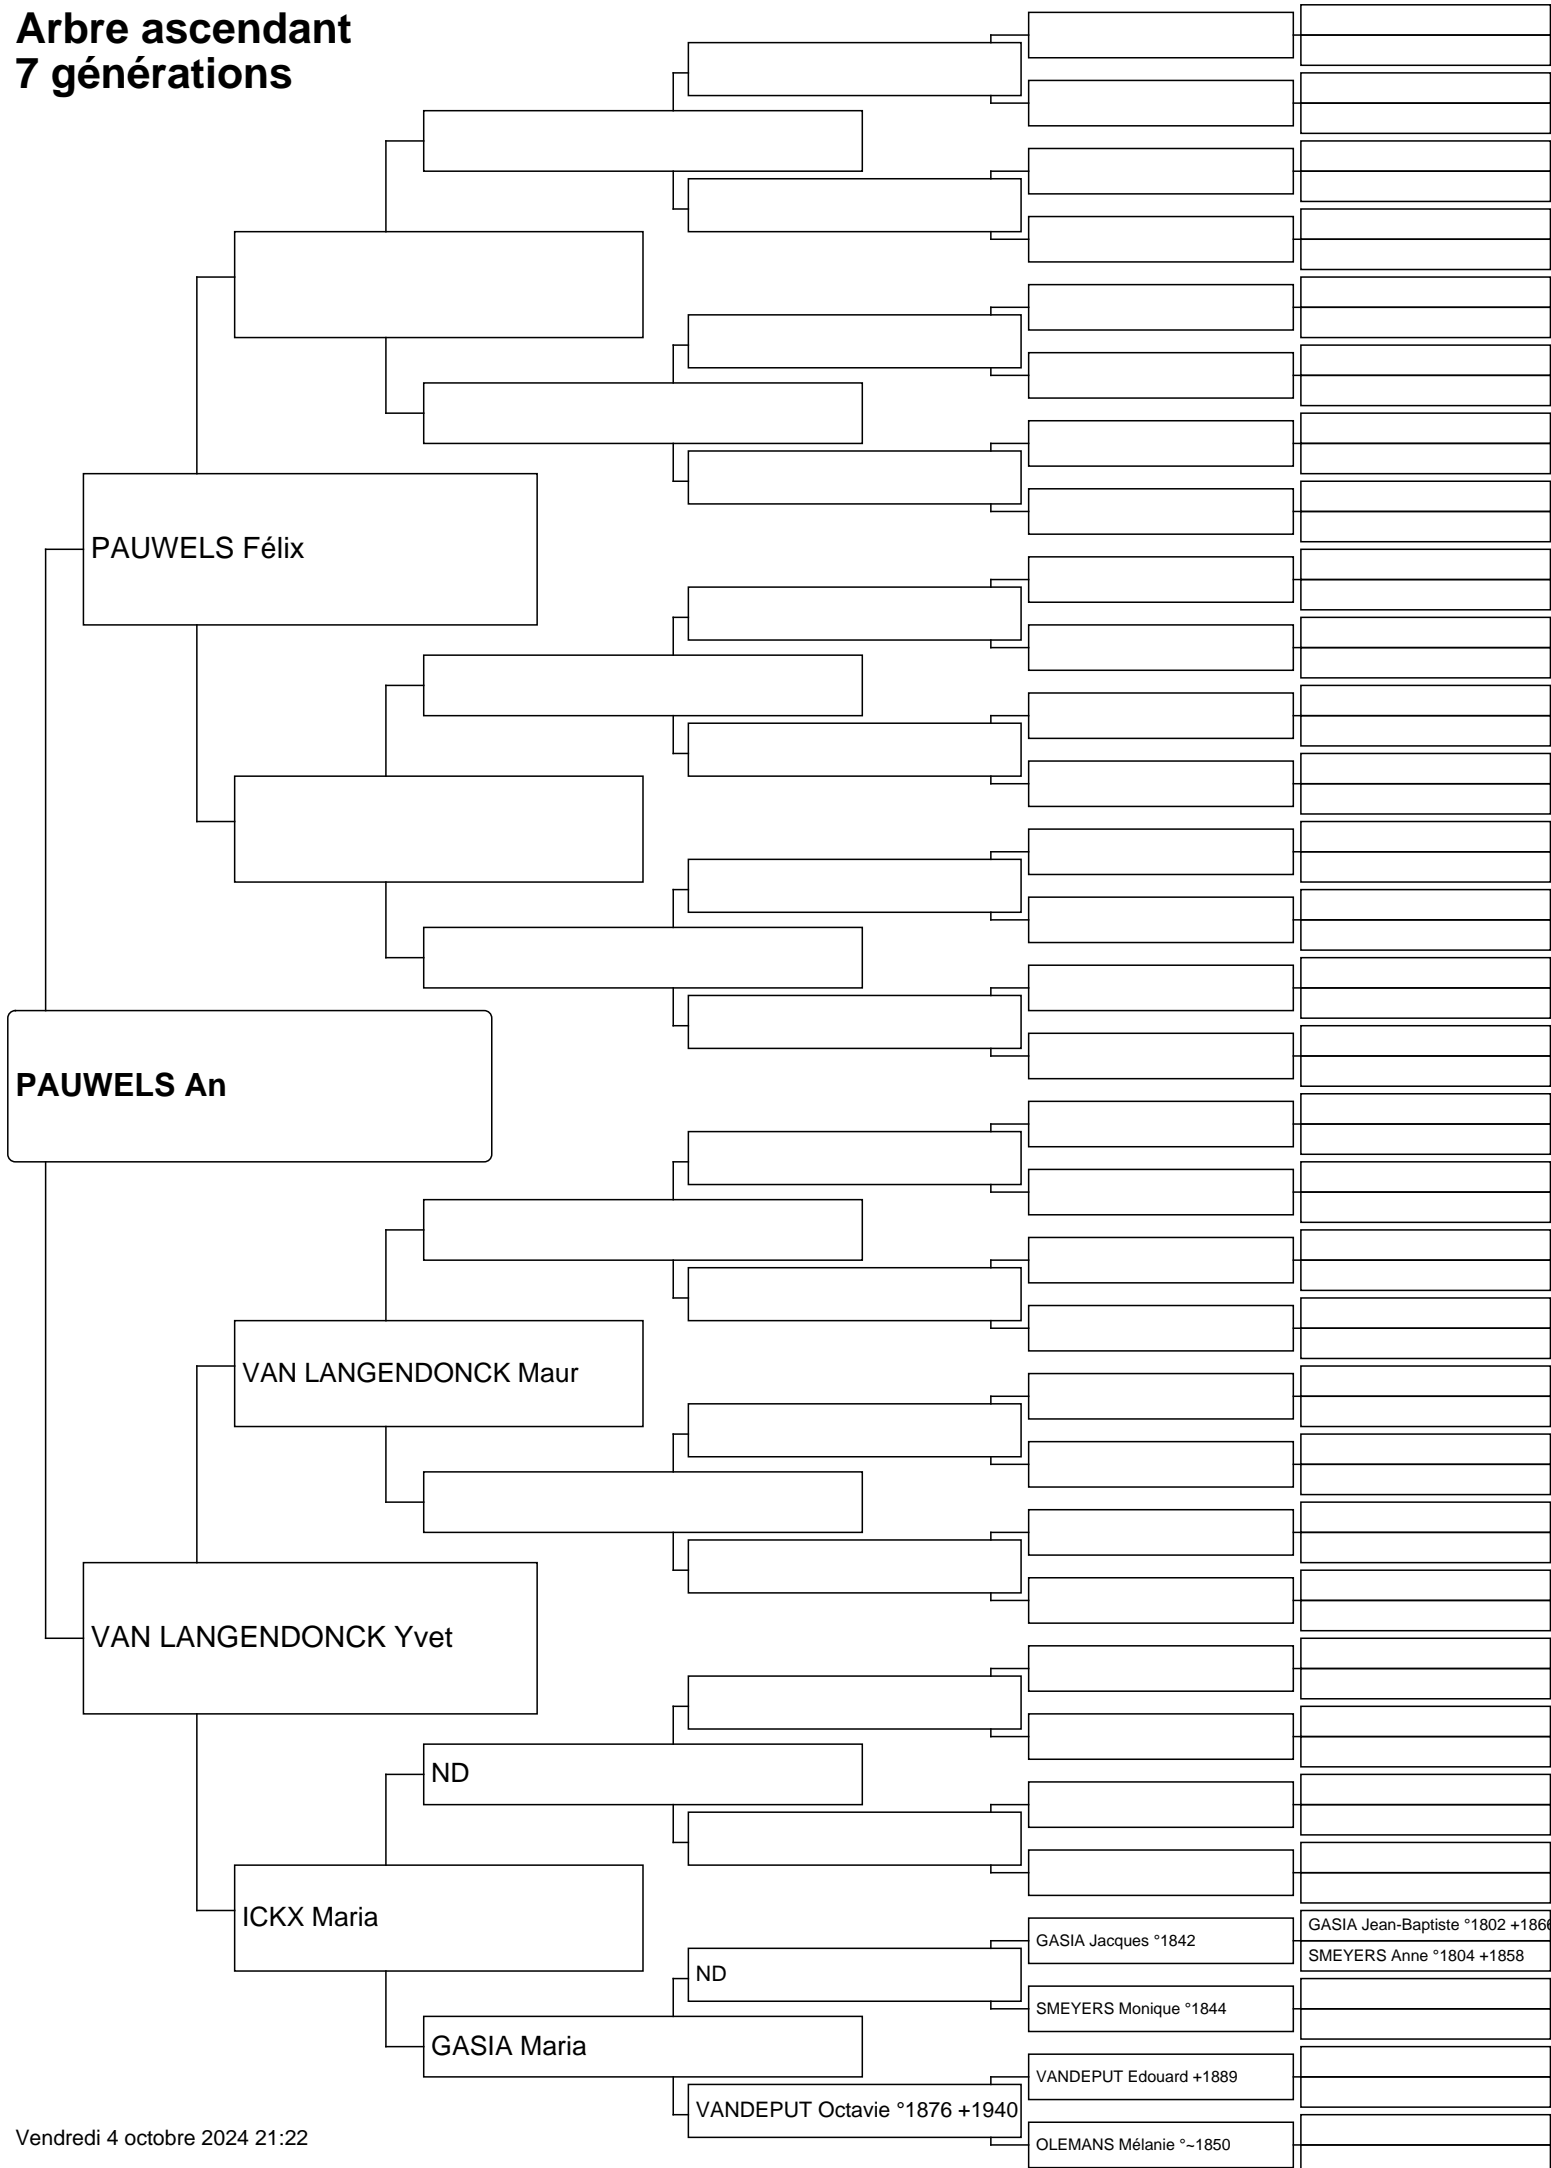 Arbre ascendant
7 générations
PAUWELS Félix
PAUWELS An
VAN LANGENDONCK Maur
VAN LANGENDONCK Yvet
ND
ICKX Maria
GASIA Jacques °1842
GASIA Jean-Baptiste °1802 +1866
SMEYERS Anne °1804 +1858
ND
SMEYERS Monique °1844
GASIA Maria
VANDEPUT Edouard +1889
VANDEPUT Octavie °1876 +1940
OLEMANS Mélanie °~1850
Vendredi 4 octobre 2024 21:22